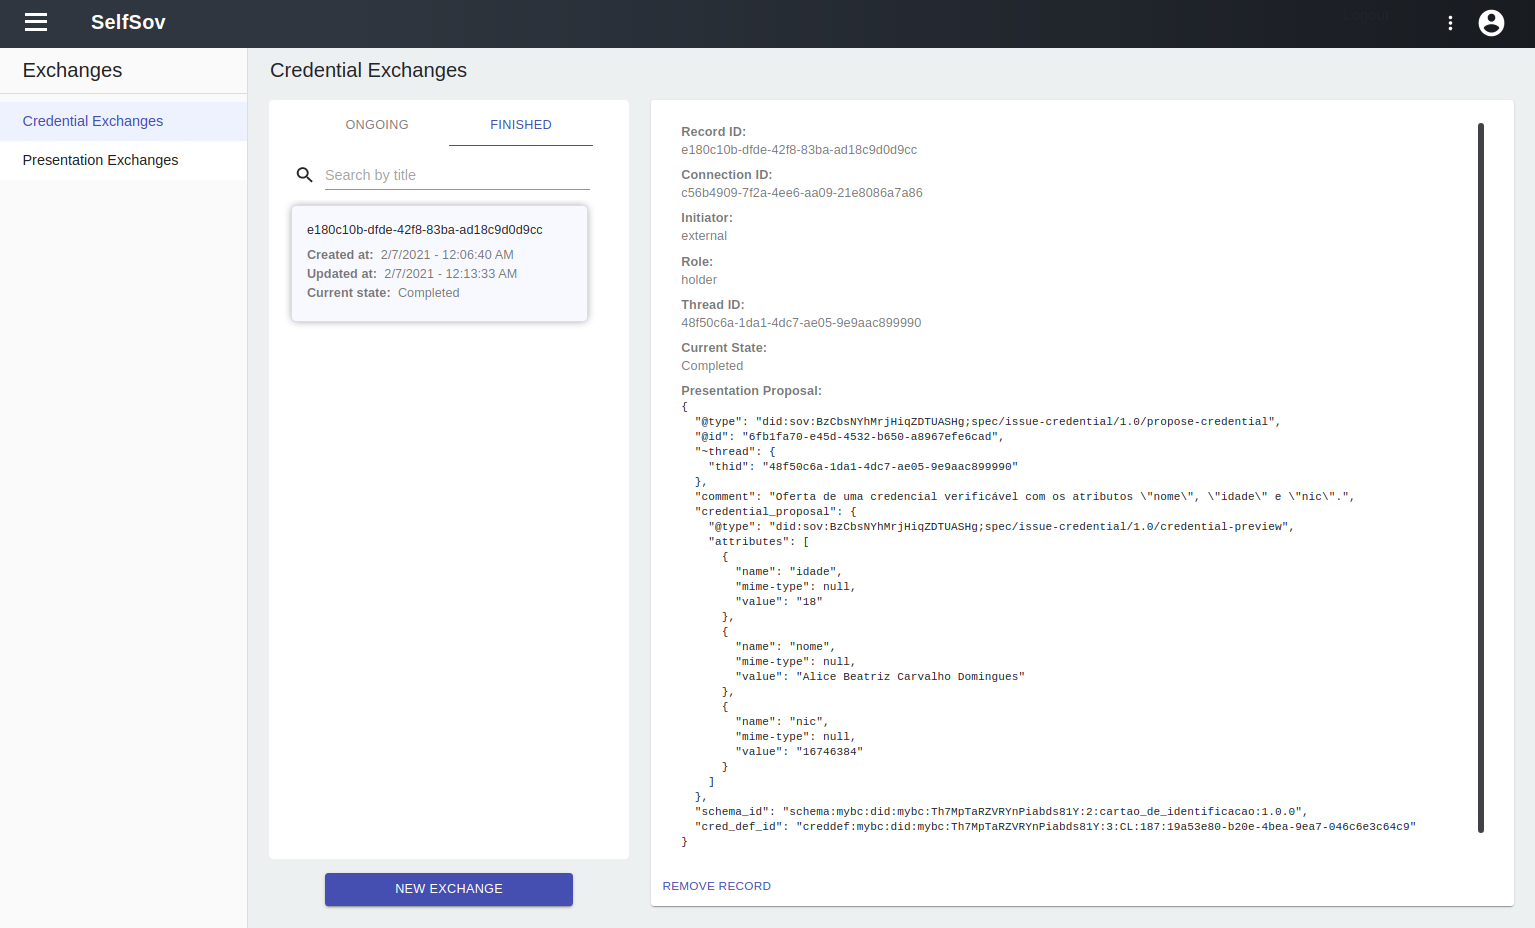 SelfSov
Logout
Exchanges
Credential Exchanges
Presentation Exchanges
Credential Exchanges
ONGOING
FINISHED
Search by title
e180c10b-dfde-42f8-83ba-ad18c9d0d9cc
Created at: 2/7/2021 - 12:06:40 AM
Updated at: 2/7/2021 - 12:13:33 AM
Current state: Completed
NEW EXCHANGE
Record ID:
e180c10b-dfde-42f8-83ba-ad18c9d0d9cc
Connection ID:
c56b4909-7f2a-4ee6-aa09-21e8086a7a86
Initiator:
external
Role:
holder
Thread ID:
48f50c6a-1da1-4dc7-ae05-9e9aac899990
Current State:
Completed
Presentation Proposal:
{
"@type": "did:sov:BzCbsNYhMrjHiqZDTUASHg;spec/issue-credential/1.0/propose-credential",
"@id": "6fb1fa70-e45d-4532-b650-a8967efe6cad",
"~thread": {
"thid": "48f50c6a-1da1-4dc7-ae05-9e9aac899990"
},
"comment": "Oferta de uma credencial verificável com os atributos \"nome\", \"idade\" e \"nic\".",
"credential_proposal": {
"@type": "did:sov:BzCbsNYhMrjHiqZDTUASHg;spec/issue-credential/1.0/credential-preview",
"attributes": [
{
"name": "idade",
"mime-type": null,
"value": "18"
},
{
"name": "nome",
"mime-type": null,
"value": "Alice Beatriz Carvalho Domingues"
},
{
"name": "nic",
"mime-type": null,
"value": "16746384"
}
]
},
"schema_id": "schema:mybc:did:mybc:Th7MpTaRZVRYnPiabds81Y:2:cartao_de_identificacao:1.0.0",
"cred_def_id": "creddef:mybc:did:mybc:Th7MpTaRZVRYnPiabds81Y:3:CL:187:19a53e80-b20e-4bea-9ea7-046c6e3c64c9"
}
REMOVE RECORD